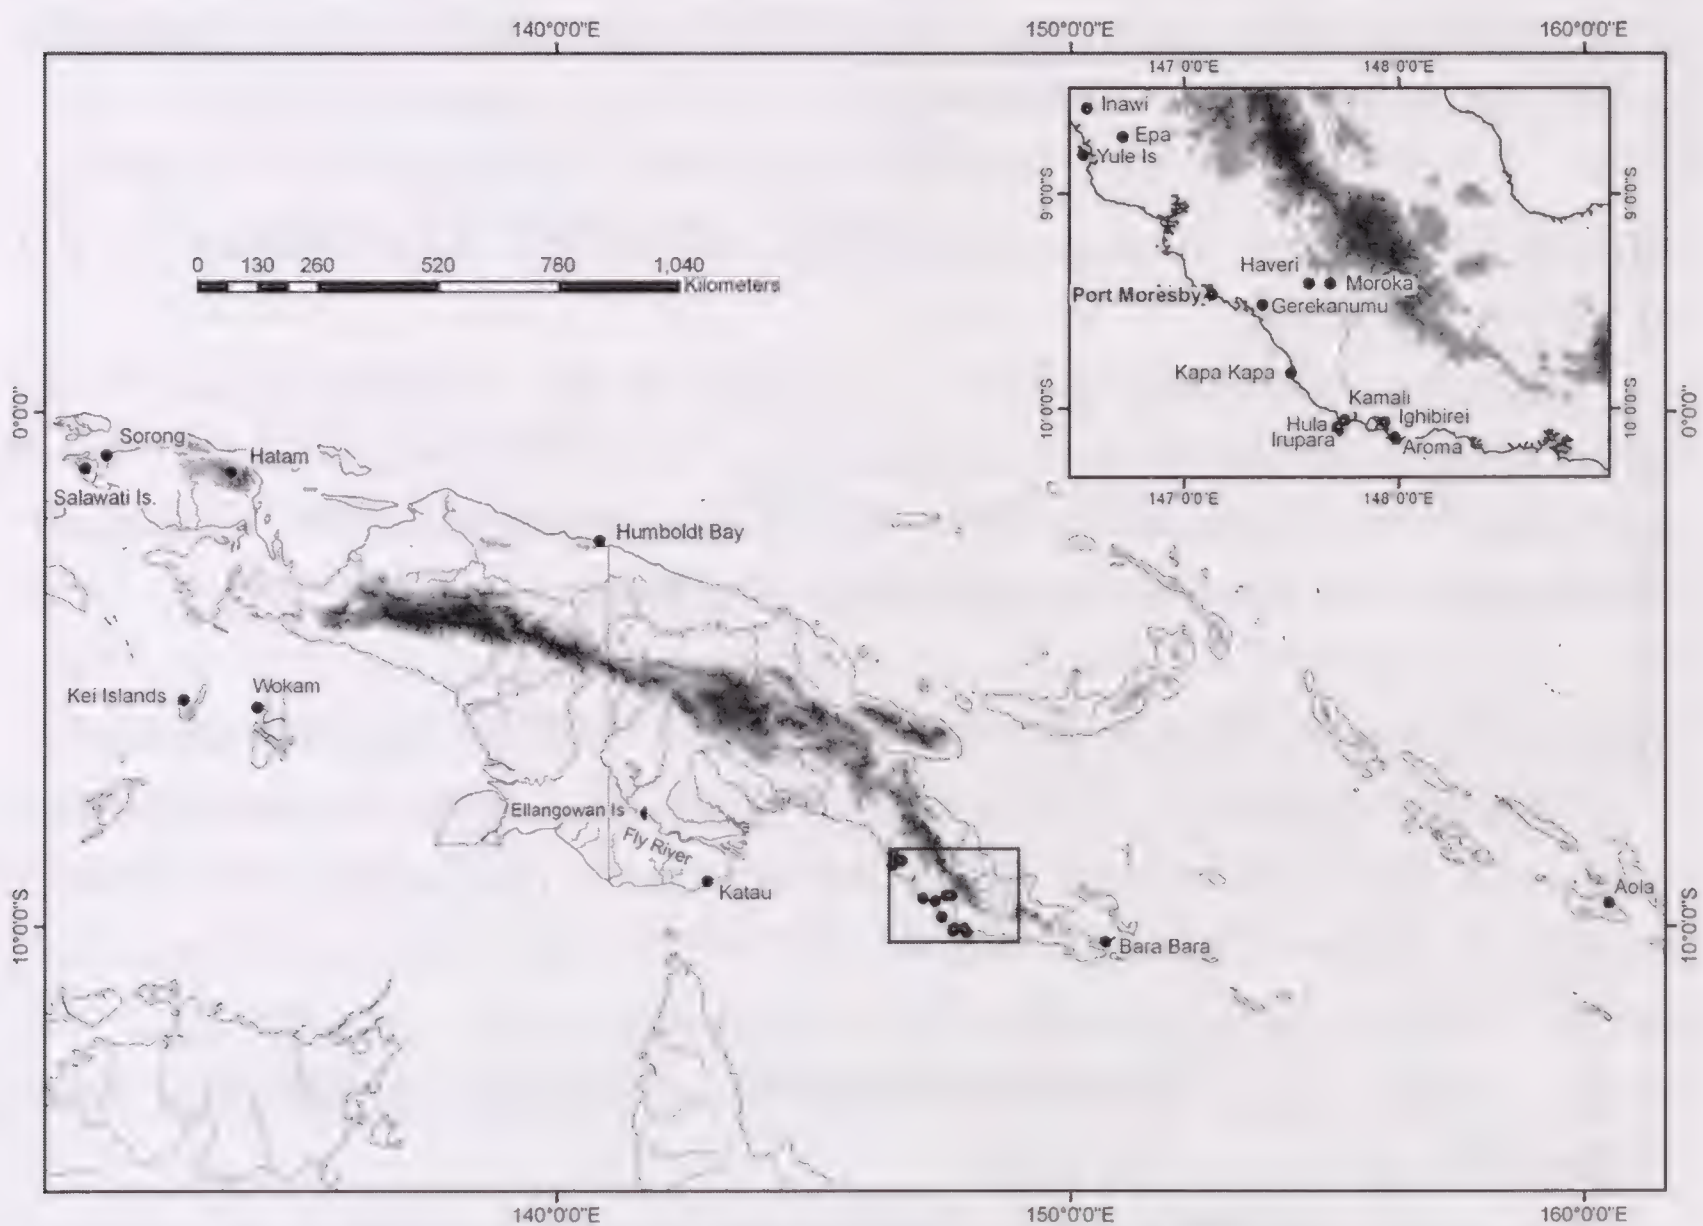 140°0'0"E 150°0'0"E 160°0'0"E
147 0'0"E 148 0'0"E
Inawi
Epa
Yule Is
9°0'0"S 9°0'0"S
Haveri
Moroka
Port Moresby
Gerekanumu
Kapa Kapa
Kamali
Ighibirei
Hula
Irupara
Aroma
10°0'0"S 10°0'0"S
147°0'0"E 148°0'0"E
0 130 260 520 780 1,040
Kilometers
0°0'0" 0°0'0"
Sorong
Hatam
Salawati Is.
Humboldt Bay
Kei Islands
Wokam
Ellangowan Is
Fly River
Katau
Aola
Bara Bara
10°0'0"S 10°0'0"S
140°0'0"E 150°0'0"E 160°0'0"E